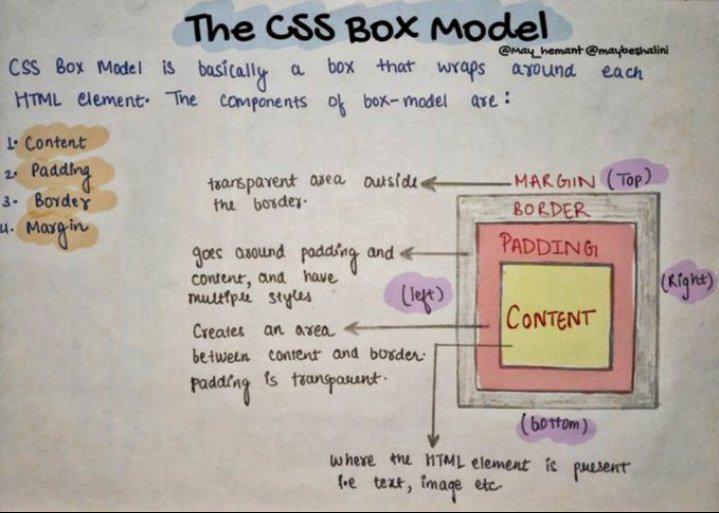 The CSS Box Model
@May_hemant @maybeshalini
CSS Box Model is basically a box that wraps around each
HTML element. The components of box-model are:
1. Content
2. Padding
3. Border
4. Margin
transparent area outside
the border.
MARGIN (Top)
BORDER
goes around padding and
content, and have
multiple styles
PADDING
(left)
(Right)
CONTENT
Creates an area
between content and border.
padding is transparent.
(bottom)
where the HTML element is present
i.e text, image etc.